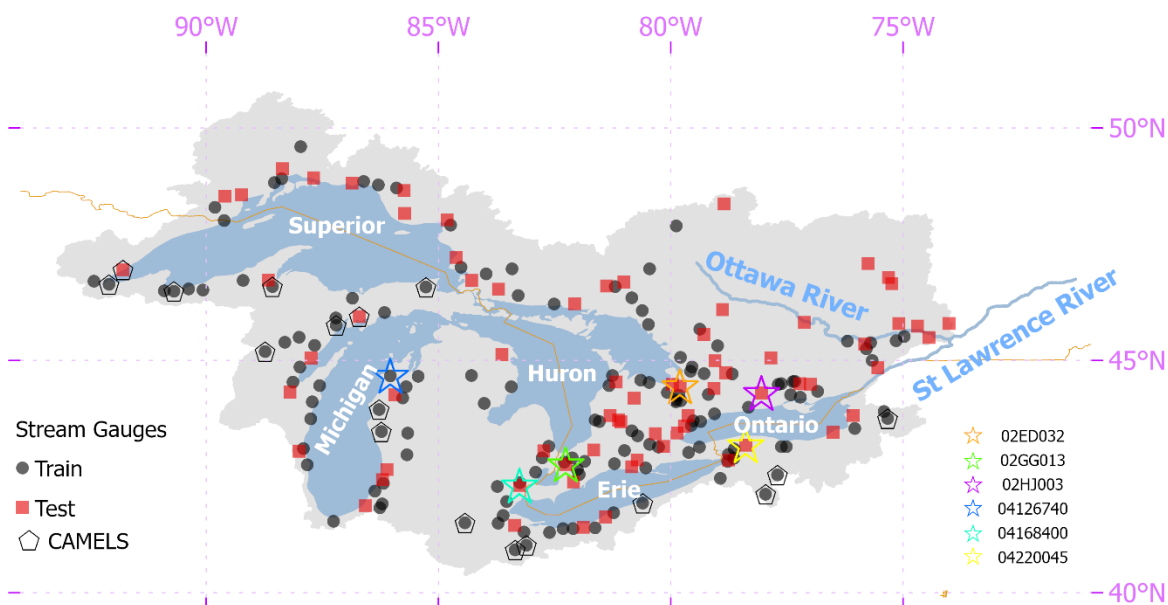 90°W 85°W 80°W 75°W
50°N
Superior
Ottawa River
St Lawrence River
45°N
Huron
Michigan
Ontario
Erie
Stream Gauges
Train
Test
CAMELS
02ED032
02GG013
02HJ003
04126740
04168400
04220045
40°N